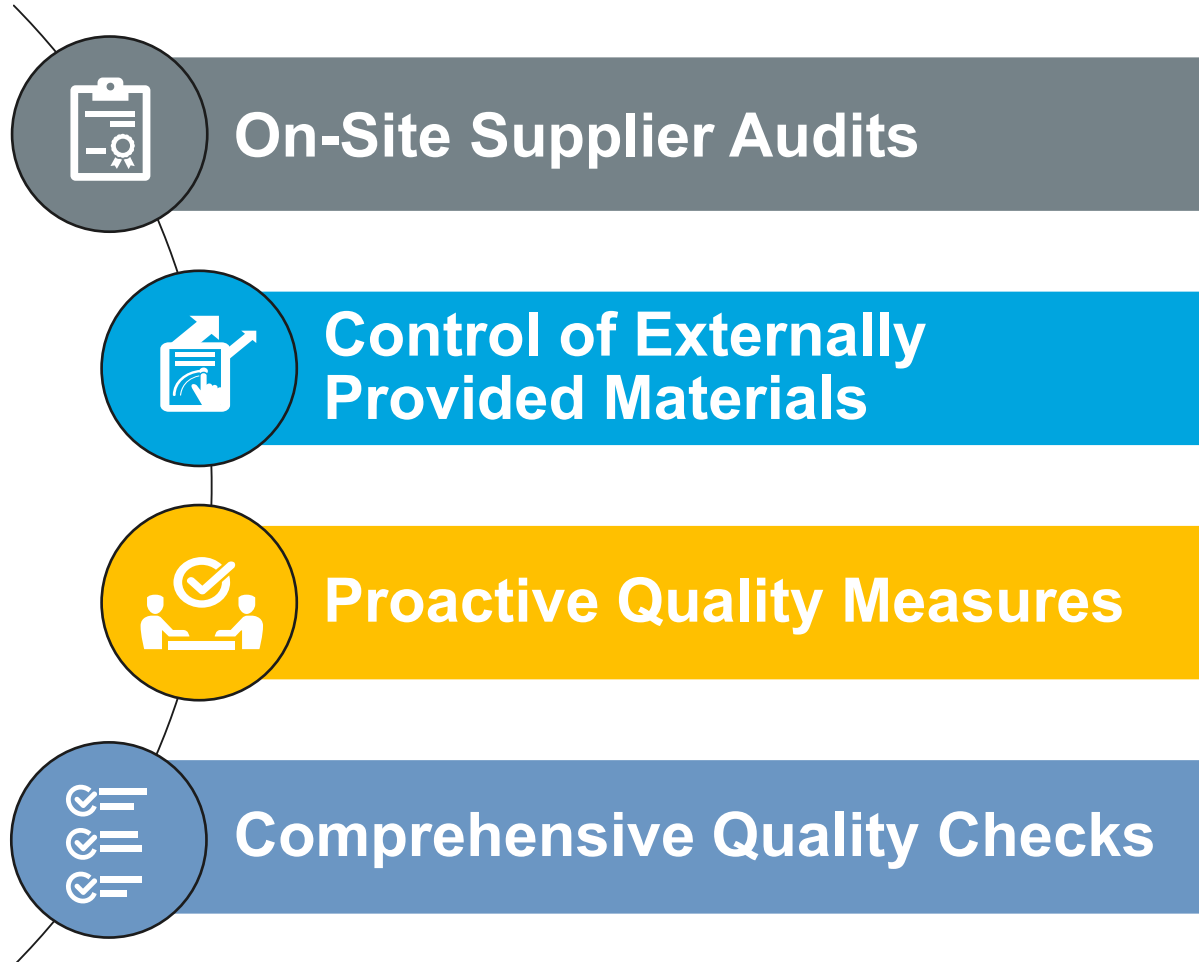 On-Site Supplier Audits
Control of Externally
Provided Materials
Proactive Quality Measures
Comprehensive Quality Checks